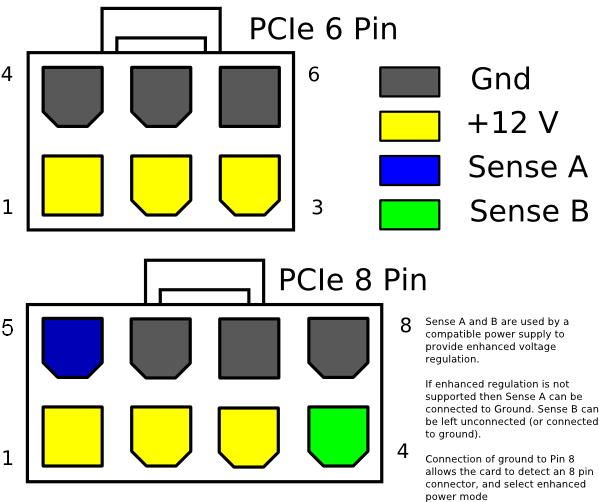 PCIe 6 Pin
4
6
1
3
Gnd
+12 V
Sense A
Sense B
PCIe 8 Pin
5
8
1
4
Sense A and B are used by a
compatible power supply to
provide enhanced voltage
regulation.
If enhanced regulation is not
supported then Sense A can be
connected to Ground. Sense B can
be left unconnected (or connected
to ground).
Connection of ground to Pin 8
allows the card to detect an 8 pin
connector, and select enhanced
power mode